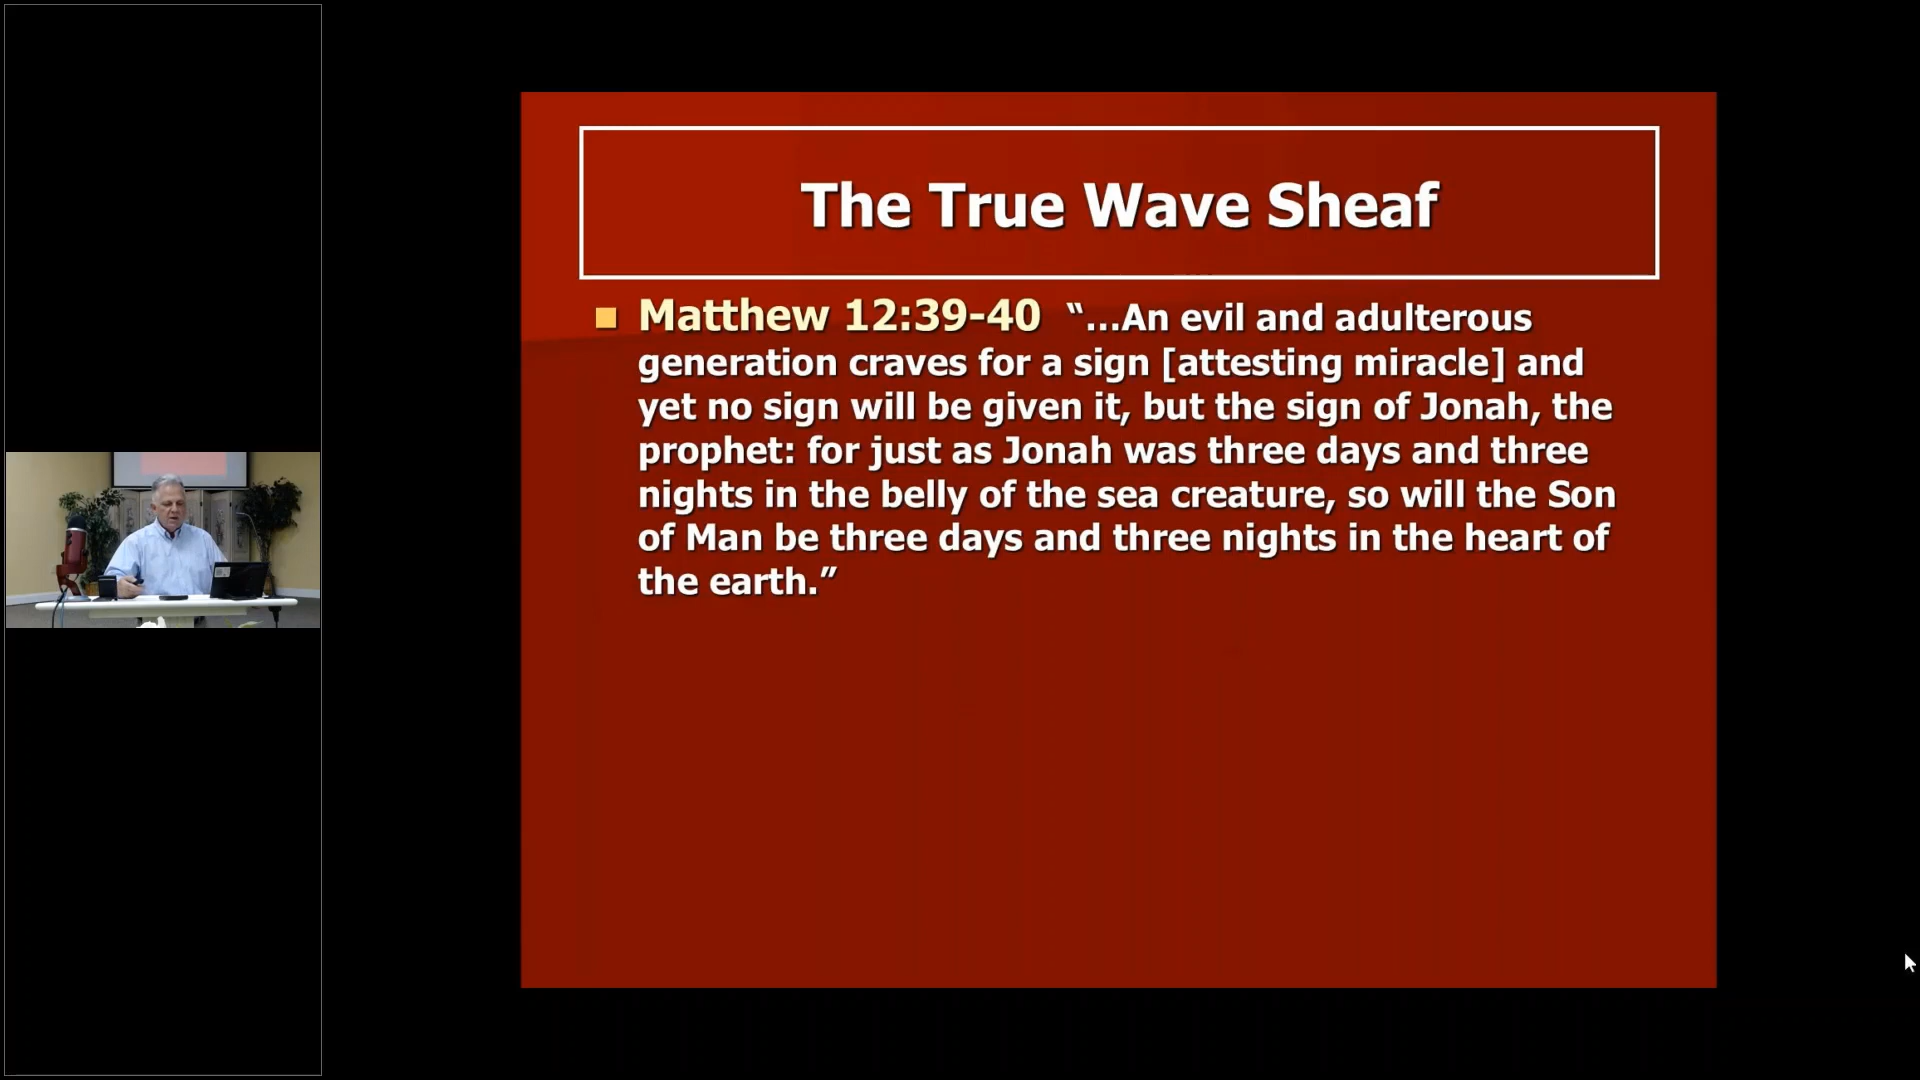 The True Wave Sheaf
Matthew 12:39-40 “...An evil and adulterous
generation craves for a sign [attesting miracle] and
yet no sign will be given it, but the sign of Jonah, the
prophet: for just as Jonah was three days and three
nights in the belly of the sea creature, so will the Son
of Man be three days and three nights in the heart of
the earth.”